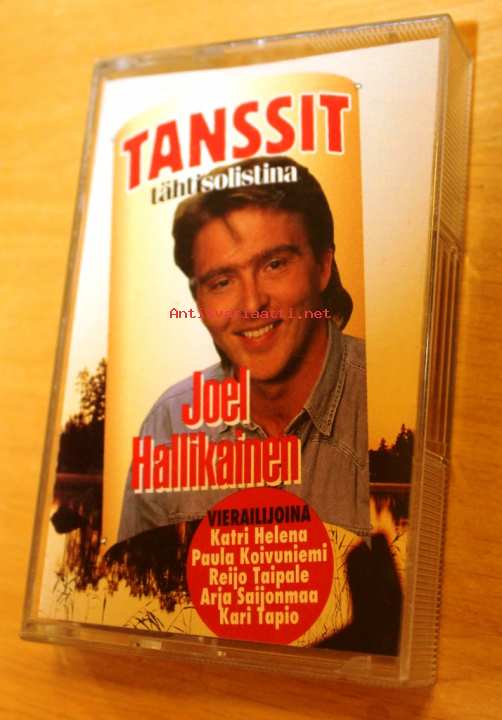 TANSSIT
tähtisolistina
Antikvariaatti.net
Joel
Hallikainen
VIERAILIJOINA
Katri Helena
Paula Koivuniemi
Reijo Taipale
Arja Saijonmaa
Kari Tapio